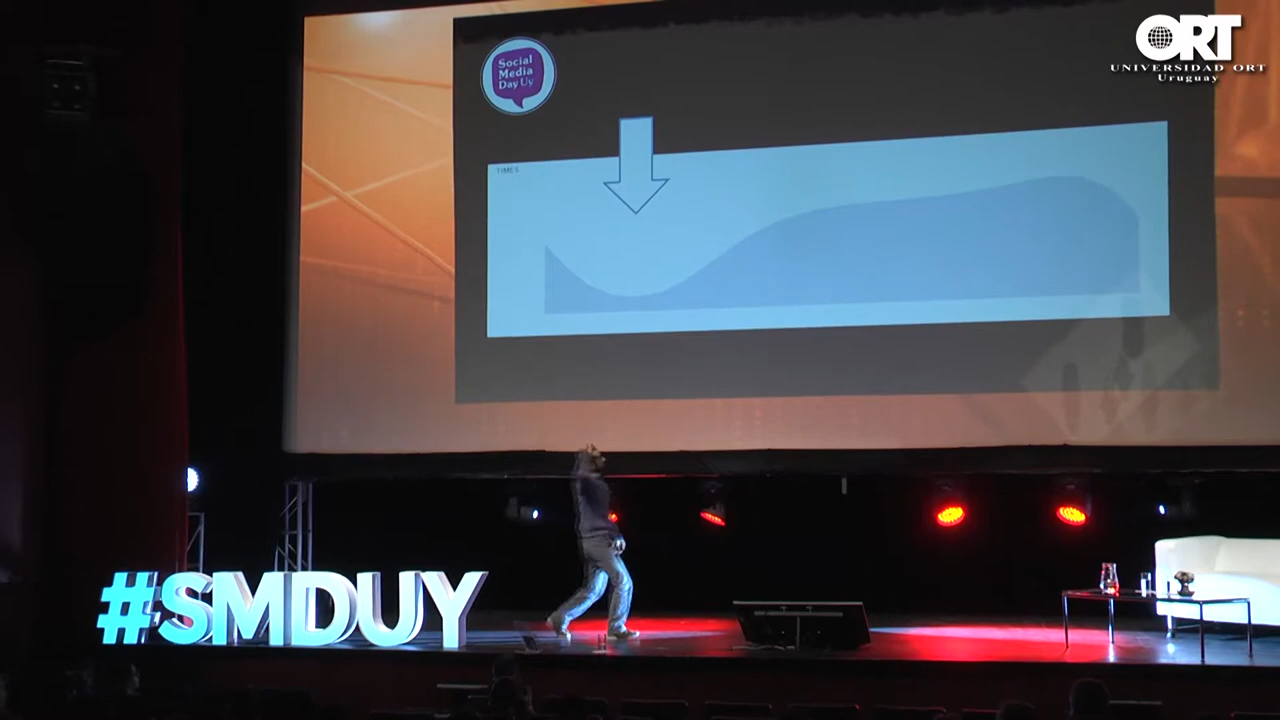 Social
Media
Day Uy
TIMES
ORT
UNIVERSIDAD ORT
Uruguay
#SMDUY